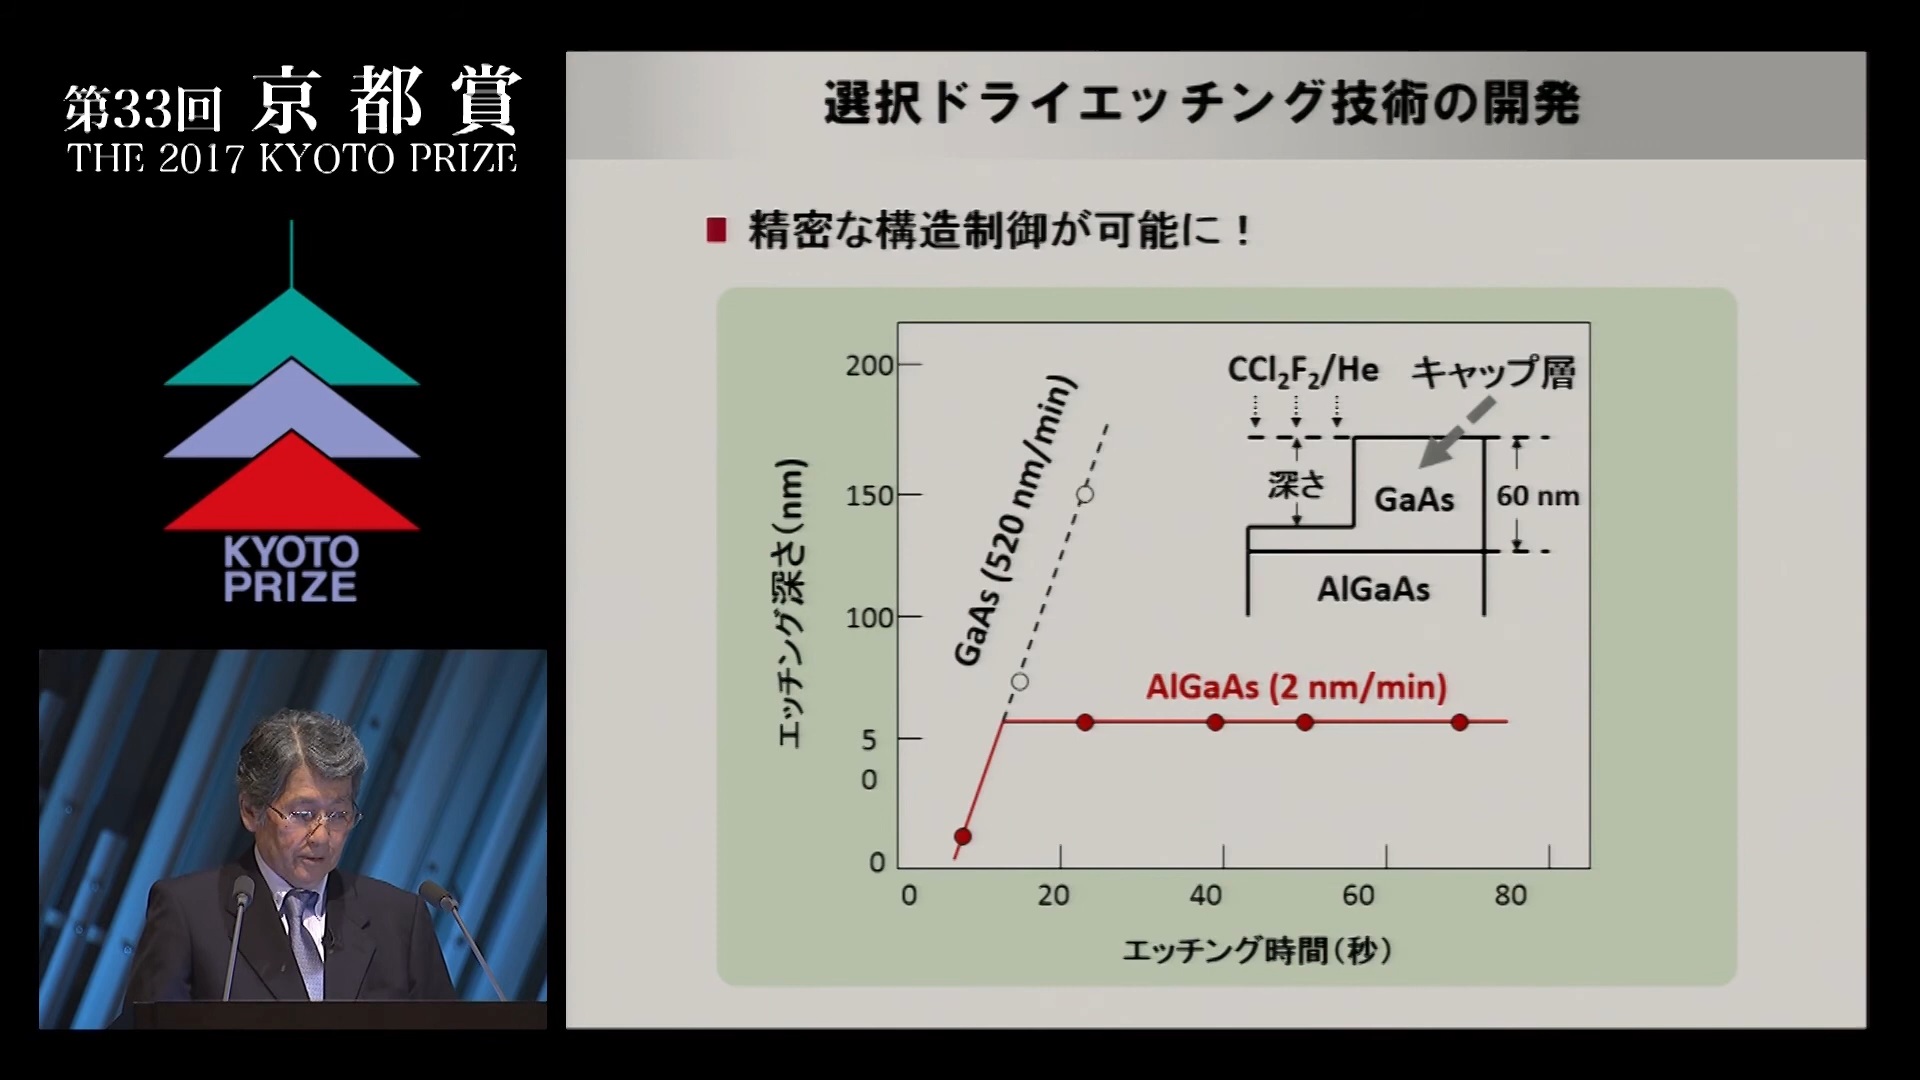 第33回 京都賞
THE 2017 KYOTO PRIZE
KYOTO
PRIZE
選択ドライエッチング技術の開発
精密な構造制御が可能に！
エッチング深さ（nm）
200
150
100
5
0
0
0
20
40
60
80
エッチング時間（秒）
GaAs (520 nm/min)
AlGaAs (2 nm/min)
CCl₂F₂/He
キャップ層
深さ
GaAs
60 nm
AlGaAs